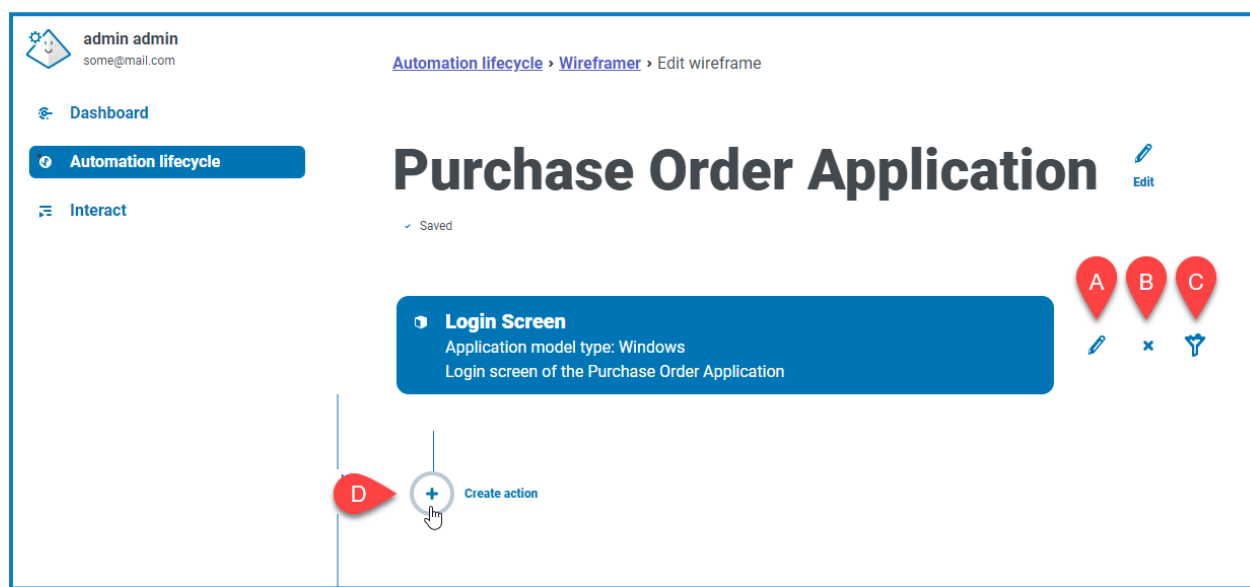 admin admin
some@mail.com
Dashboard
Automation lifecycle
Interact
Automation lifecycle › Wireframer › Edit wireframe
Purchase Order Application
Edit
Saved
A B C
Login Screen
Application model type: Windows
Login screen of the Purchase Order Application
D
Create action